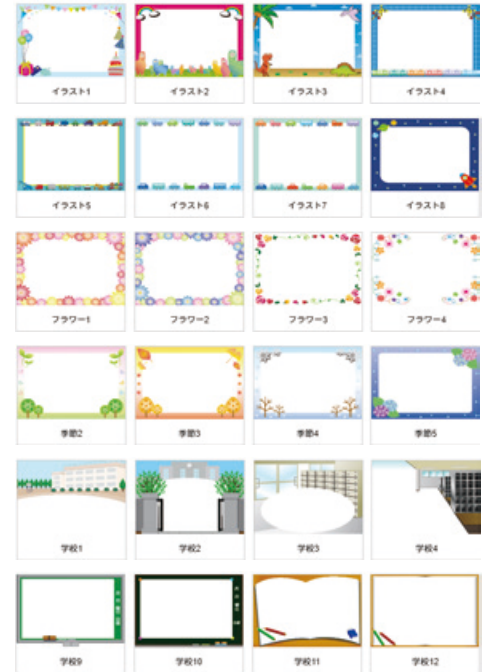 イラスト1
イラスト2
イラスト3
イラスト4
イラスト5
イラスト6
イラスト7
イラスト8
フラワー1
フラワー2
フラワー3
フラワー4
季節2
季節3
季節4
季節5
学校1
学校2
学校3
学校4
学校9
学校10
学校11
学校12